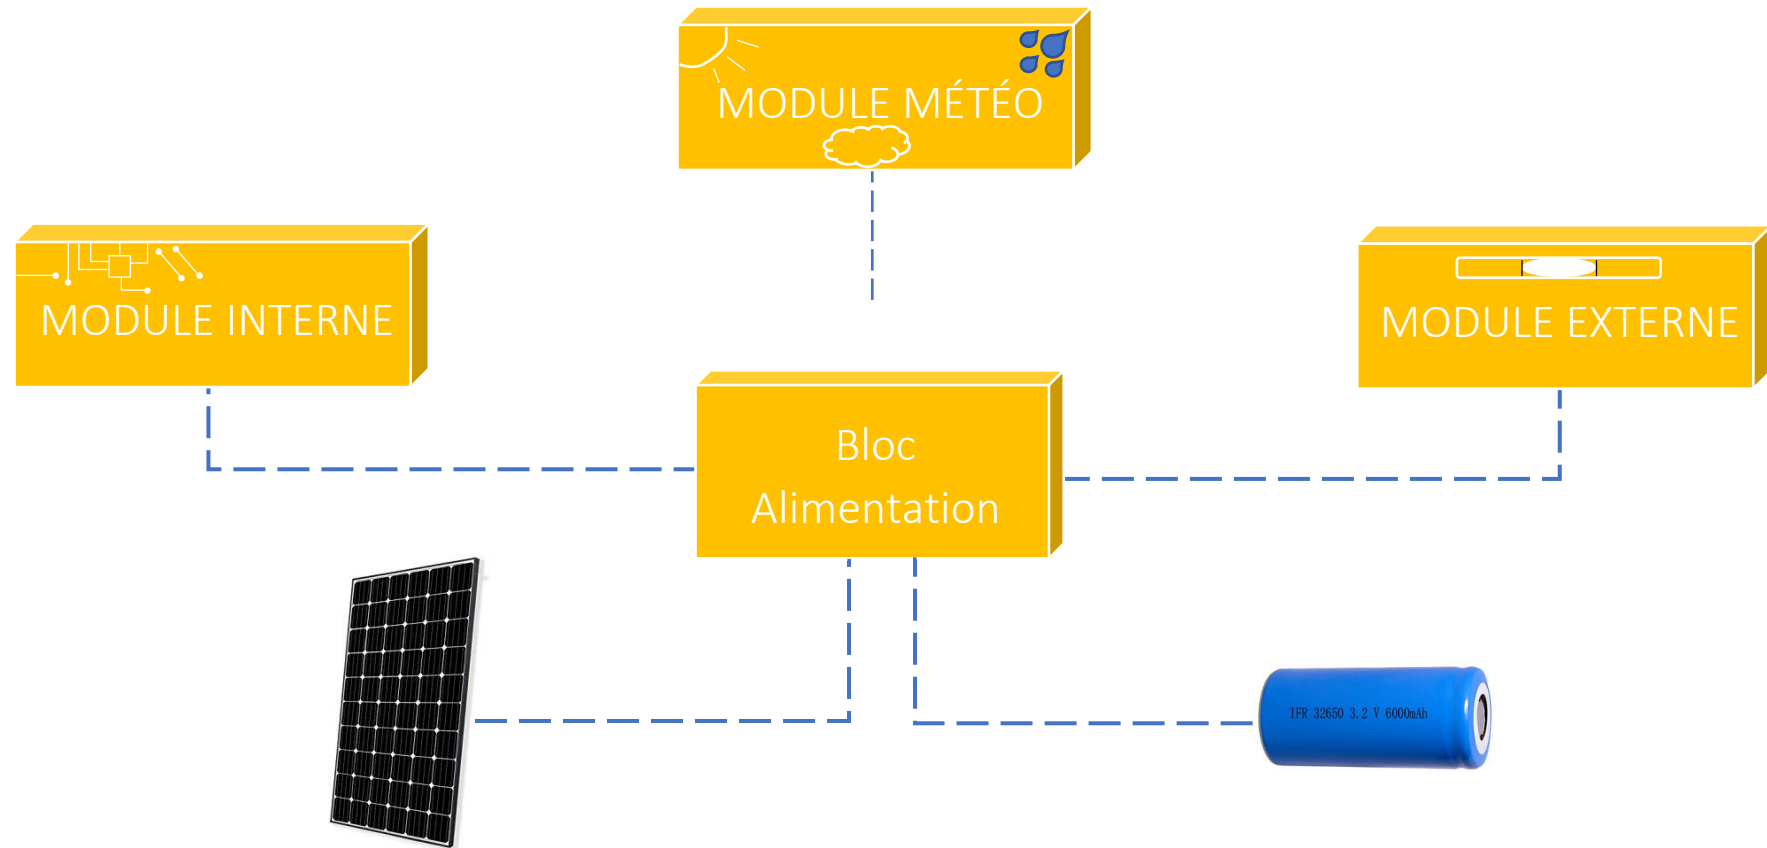 MODULE MÉTÉO
MODULE INTERNE
MODULE EXTERNE
Bloc
Alimentation
IFR 32650 3.2 V 6000mAh